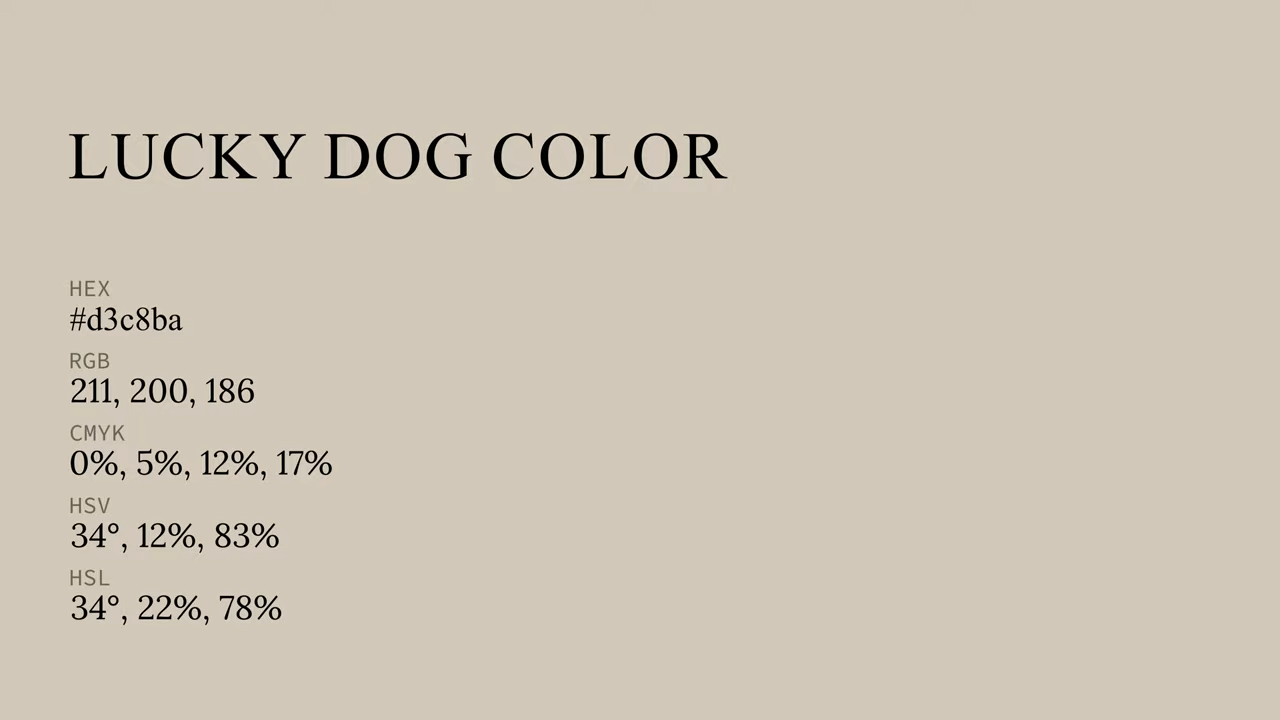 LUCKY DOG COLOR
HEX
#d3c8ba
RGB
211, 200, 186
CMYK
0%, 5%, 12%, 17%
HSV
34°, 12%, 83%
HSL
34°, 22%, 78%